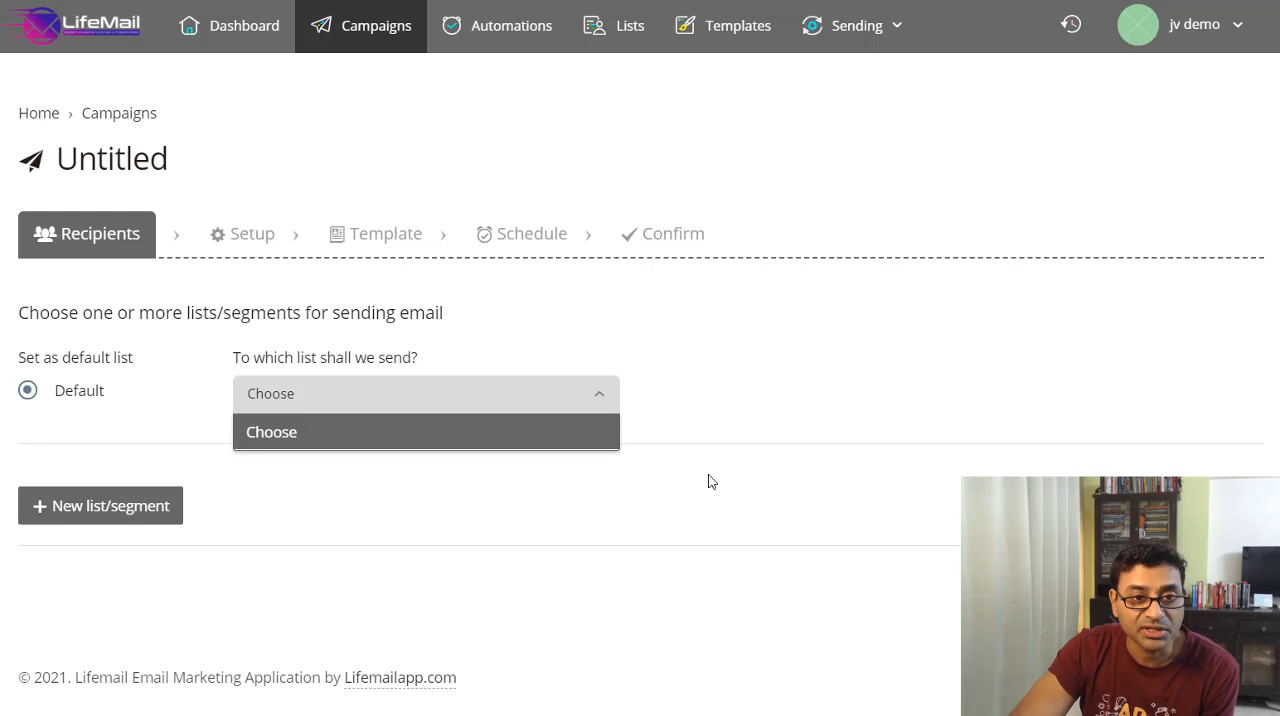 LifeMail
Dashboard
Campaigns
Automations
Lists
Templates
Sending
jv demo
Home › Campaigns
Untitled
Recipients › Setup › Template › Schedule › Confirm
Choose one or more lists/segments for sending email
Set as default list
To which list shall we send?
Default
Choose
Choose
+ New list/segment
© 2021. Lifemail Email Marketing Application by Lifemailapp.com